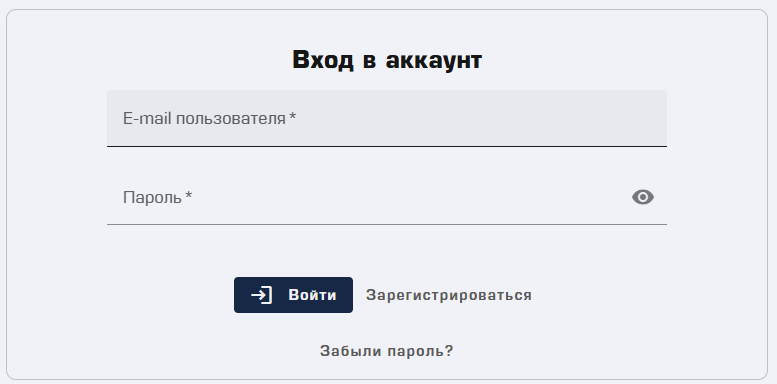 Вход в аккаунт
E-mail пользователя *
Пароль *
Войти Зарегистрироваться
Забыли пароль?